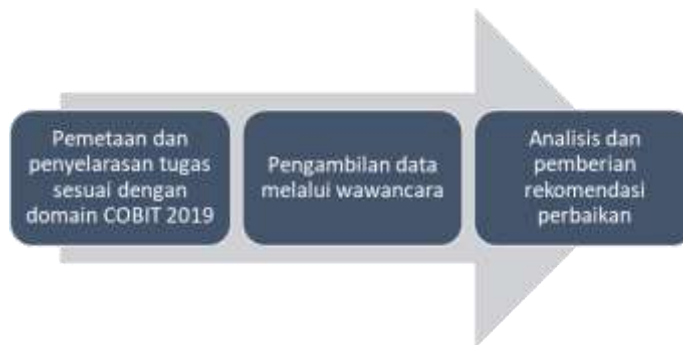 Pemetaan dan
penyelarasan tugas
sesuai dengan
domain COBIT 2019
Pengambilan data
melalui wawancara
Analisis dan
pemberian
rekomendasi
perbaikan